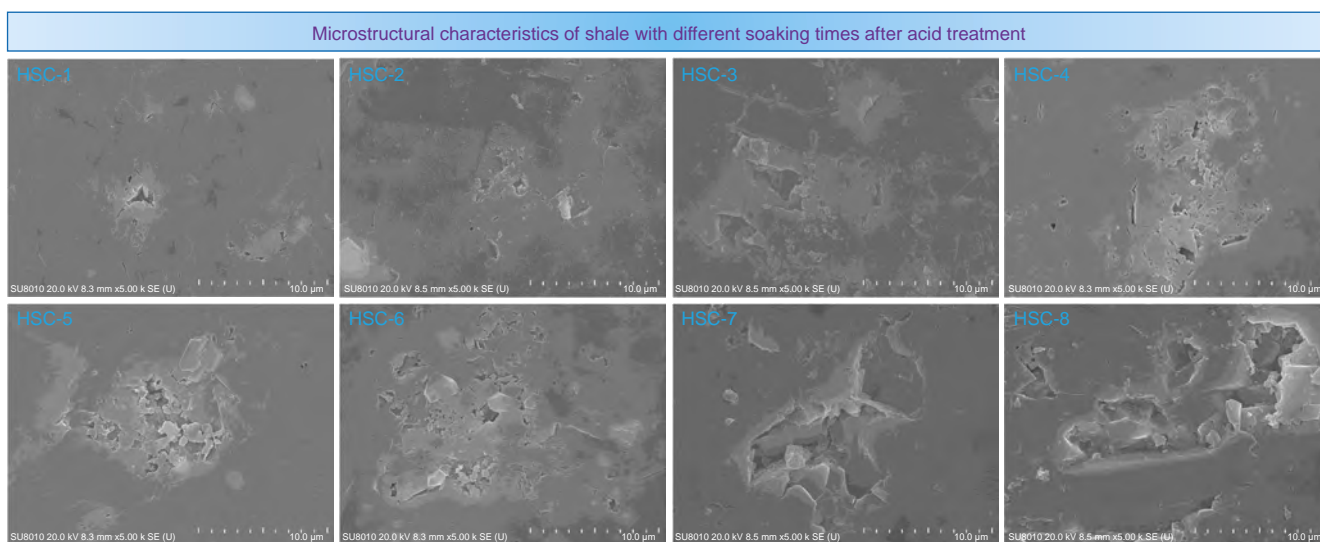 Microstructural characteristics of shale with different soaking times after acid treatment
HSC-1
SU8010 20.0 kV 8.3 mm x5.00 k SE (U)
10.0 μm
HSC-2
SU8010 20.0 kV 8.5 mm x5.00 k SE (U)
10.0 μm
HSC-3
SU8010 20.0 kV 8.5 mm x5.00 k SE (U)
10.0 μm
HSC-4
SU8010 20.0 kV 8.3 mm x5.00 k SE (U)
10.0 μm
HSC-5
SU8010 20.0 kV 8.3 mm x5.00 k SE (U)
10.0 μm
HSC-6
SU8010 20.0 kV 8.3 mm x5.00 k SE (U)
10.0 μm
HSC-7
SU8010 20.0 kV 8.5 mm x5.00 k SE (U)
10.0 μm
HSC-8
SU8010 20.0 kV 8.5 mm x5.00 k SE (U)
10.0 μm